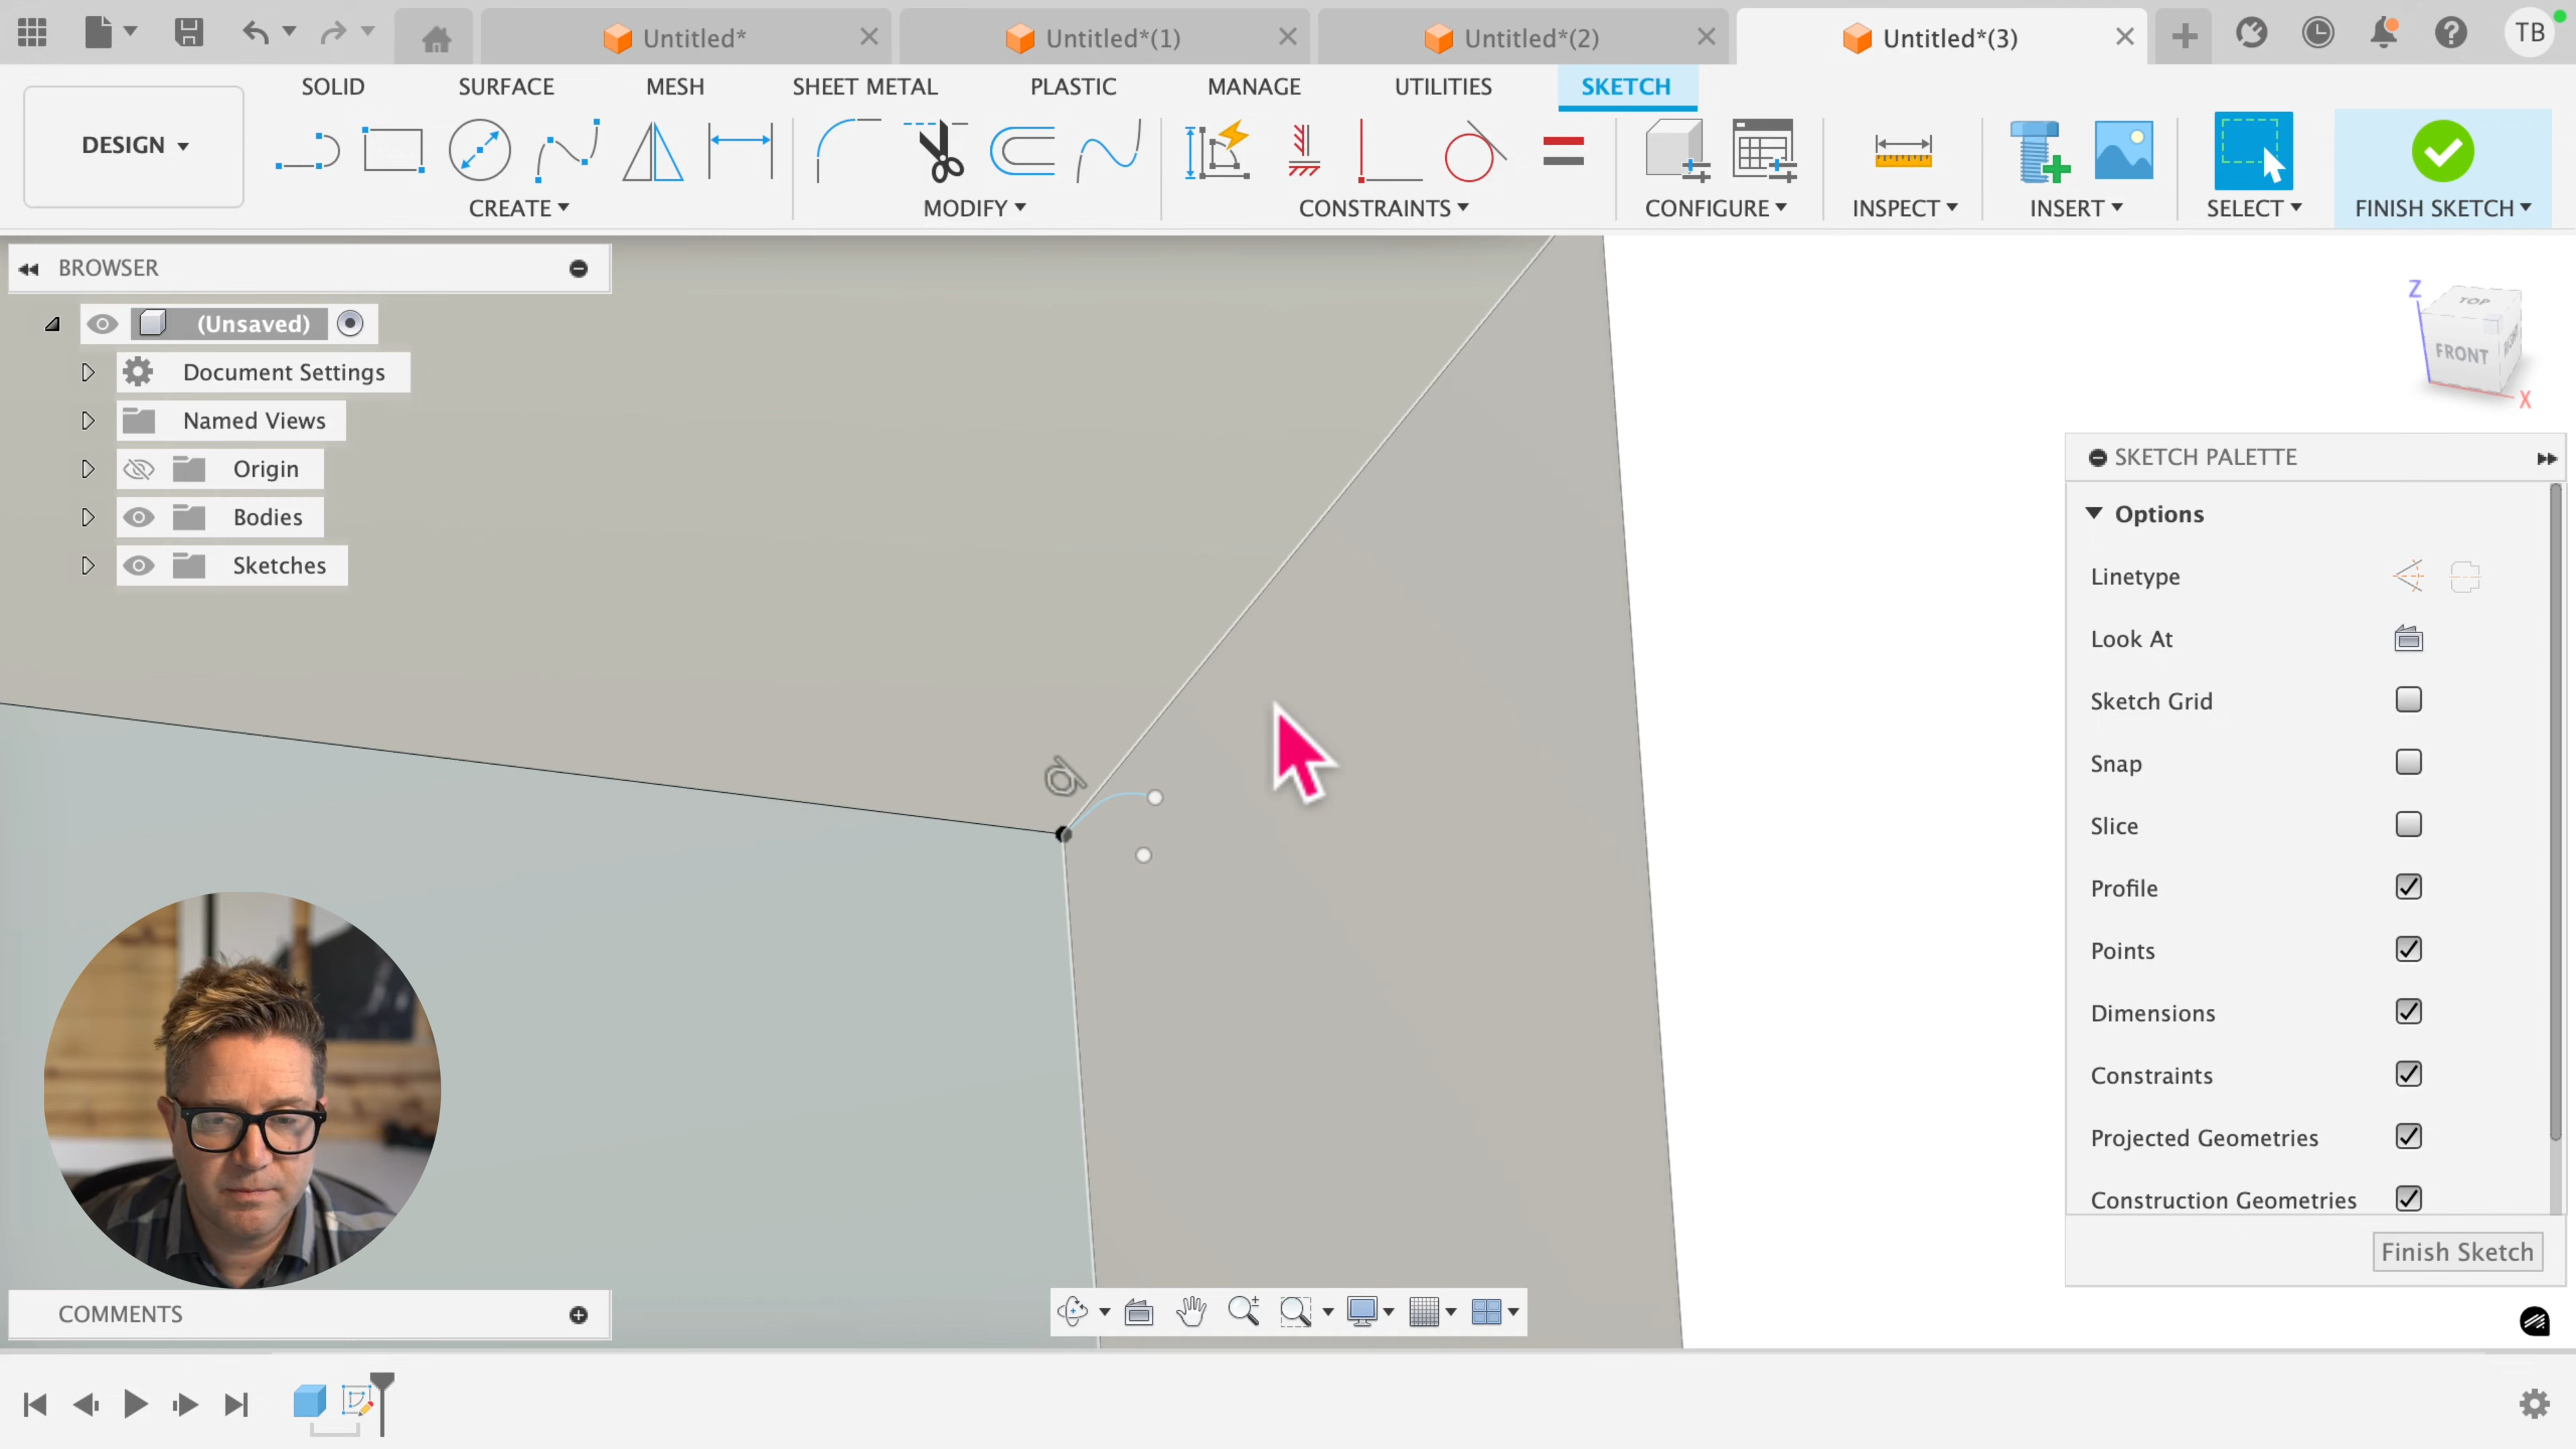 Untitled*
Untitled*(1)
Untitled*(2)
Untitled*(3)
TB
DESIGN
SOLID
SURFACE
MESH
SHEET METAL
PLASTIC
MANAGE
UTILITIES
SKETCH
CREATE
MODIFY
CONSTRAINTS
CONFIGURE
INSPECT
INSERT
SELECT
FINISH SKETCH
BROWSER
(Unsaved)
Document Settings
Named Views
Origin
Bodies
Sketches
Z
TOP
FRONT
X
SKETCH PALETTE
Options
Linetype
Look At
Sketch Grid
Snap
Slice
Profile
Points
Dimensions
Constraints
Projected Geometries
Construction Geometries
Finish Sketch
COMMENTS